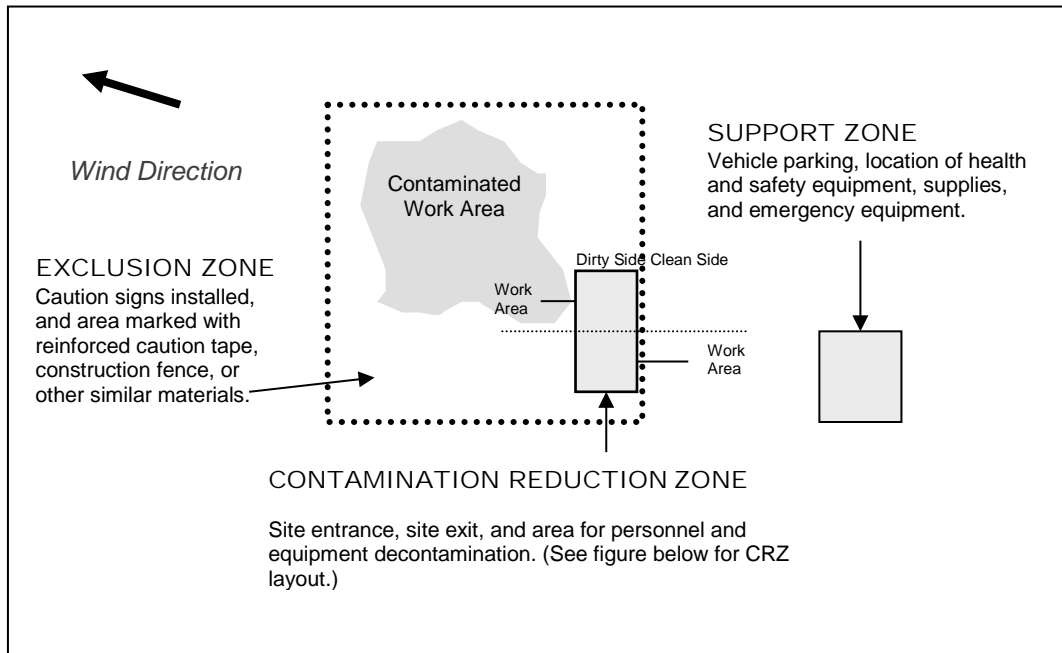 Wind Direction
SUPPORT ZONE
Vehicle parking, location of health
and safety equipment, supplies,
and emergency equipment.
Contaminated
Work Area
EXCLUSION ZONE
Caution signs installed,
and area marked with
reinforced caution tape,
construction fence, or
other similar materials.
Dirty Side Clean Side
Work
Area
Work
Area
CONTAMINATION REDUCTION ZONE
Site entrance, site exit, and area for personnel and
equipment decontamination. (See figure below for CRZ
layout.)